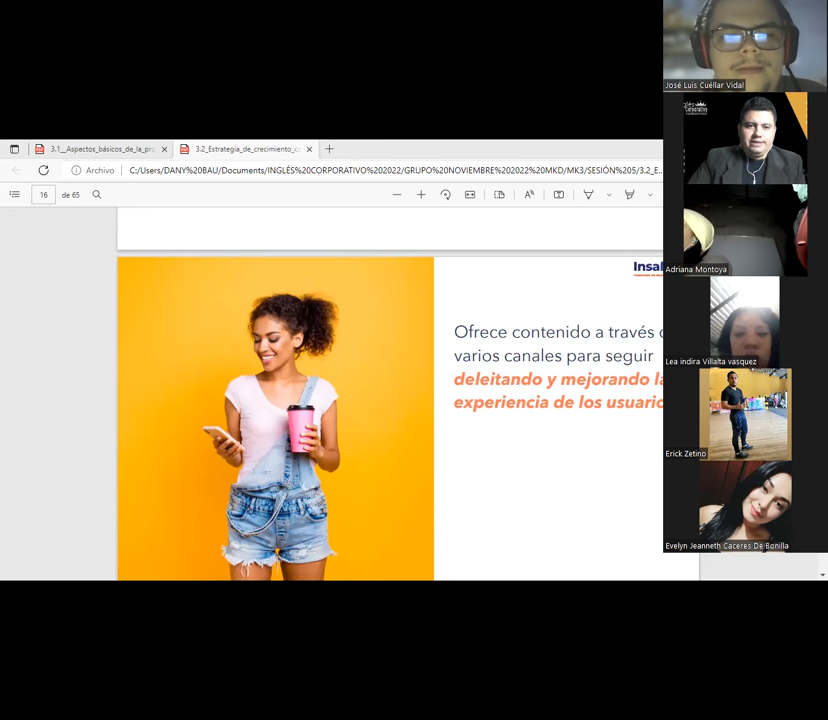 José Luis Cuéllar Vidal
3.1__Aspectos_básicos_de_la_pr
3.2_Estrategia_de_crecimiento_c
Archivo
C:/Users/DANY%20BAU/Documents/INGLÉS%20CORPORATIVO%202022/GRUPO%20NOVIEMBRE%202022%20MKD/MK3/SESIÓN%205/3.2_E...
16
de 65
Insa
Adriana Montoya
Ofrece contenido a través
varios canales para seguir
deleitando y mejorando la
experiencia de los usuario
Lea indira Villalta vasquez
Erick Zetino
Evelyn Jeanneth Caceres De Bonilla